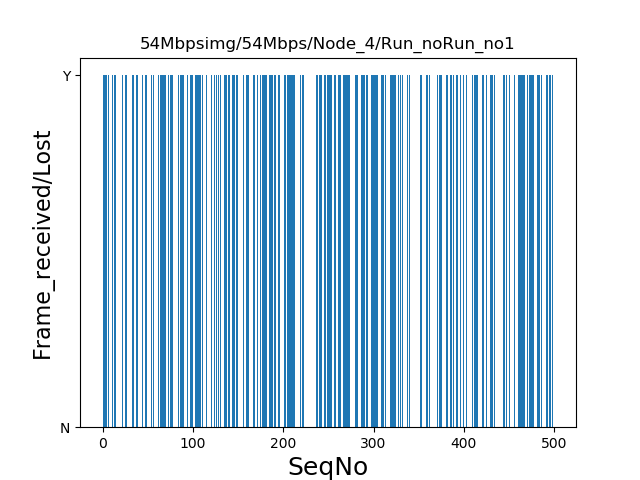 54Mbpsimg/54Mbps/Node_4/Run_noRun_no1
Y
Frame_received/Lost
N
0 100 200 300 400 500
SeqNo